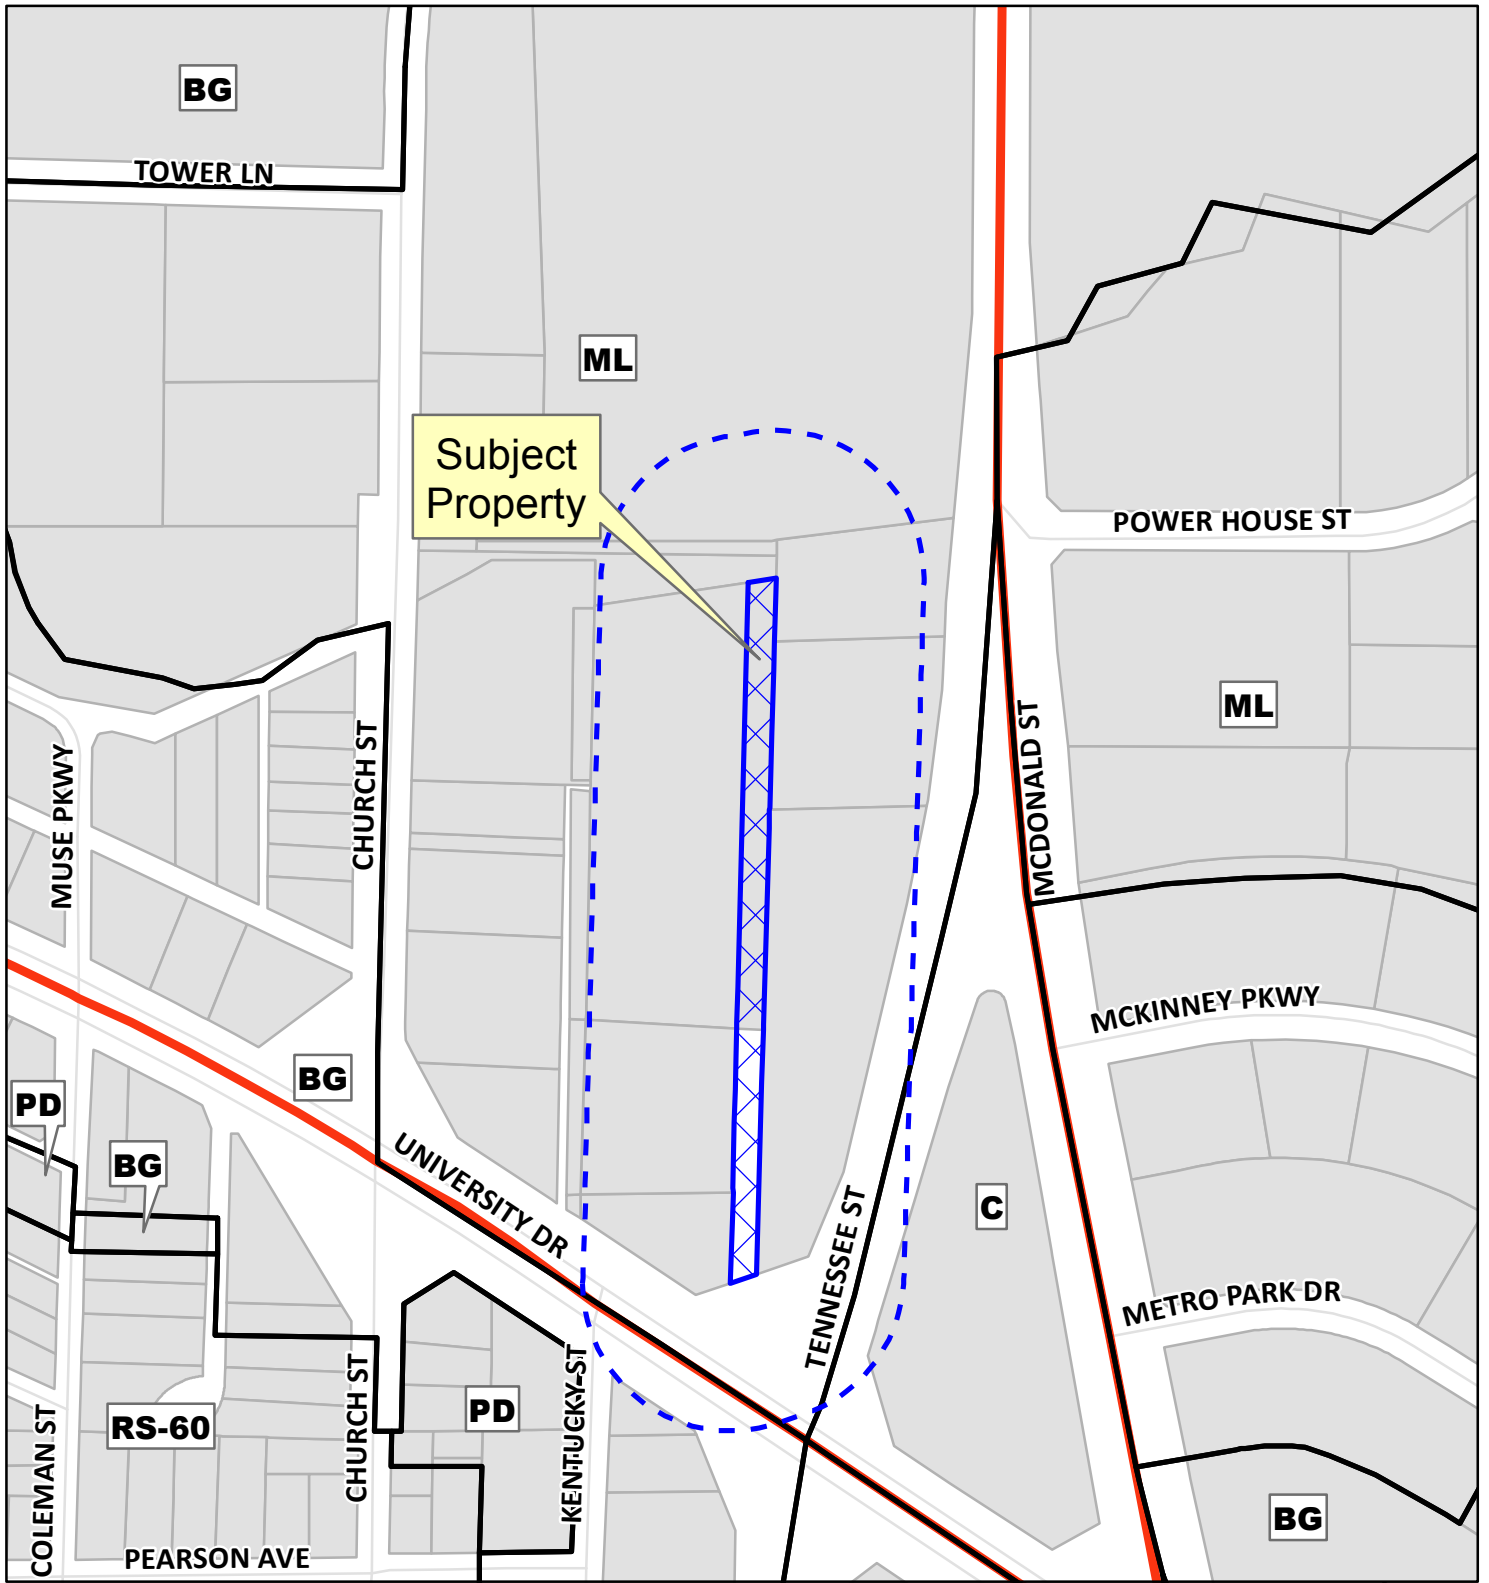 BG
TOWER LN
ML
Subject
Property
POWER HOUSE ST
ML
MCDONALD ST
CHURCH ST
MUSE PKWY
MCKINNEY PKWY
BG
PD
BG
UNIVERSITY DR
TENNESSEE ST
C
METRO PARK DR
KENTUCKY ST
CHURCH ST
PD
RS-60
COLEMAN ST
BG
PEARSON AVE